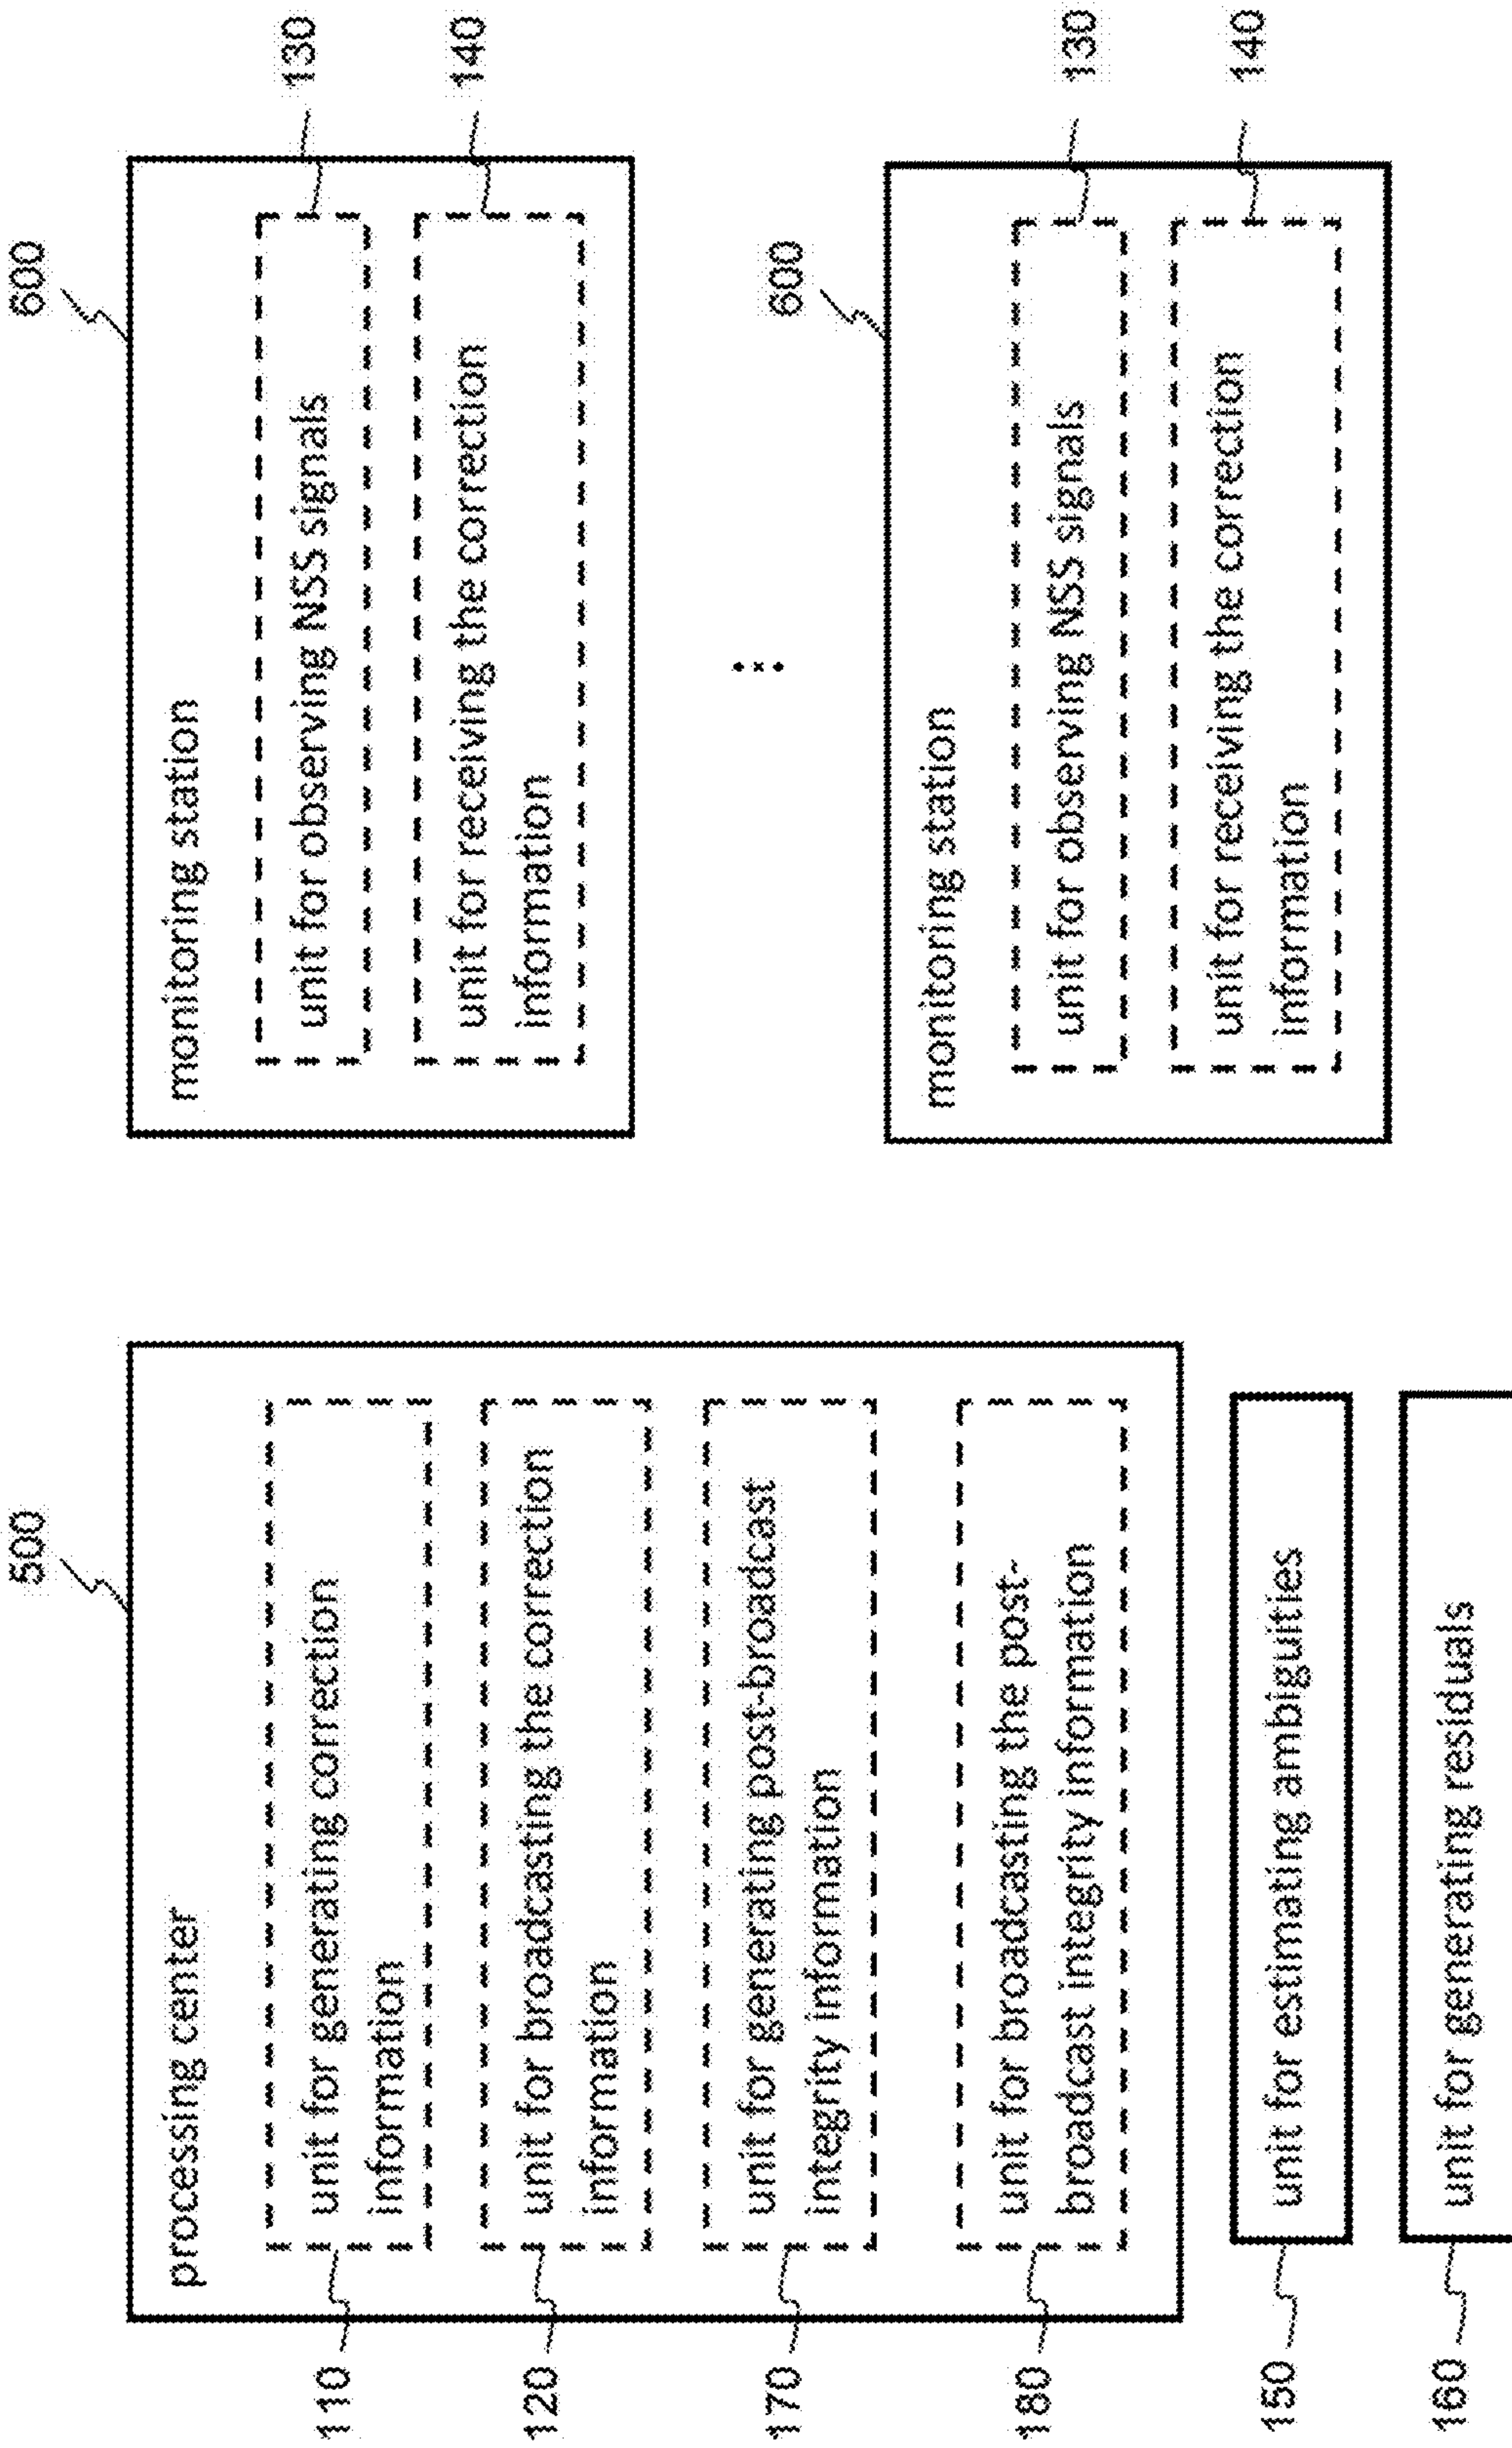 500
processing center
110
unit for generating correction
information
120
unit for broadcasting the correction
information
170
unit for generating post-broadcast
integrity information
180
unit for broadcasting the post-
broadcast integrity information
150
unit for estimating ambiguities
160
unit for generating residuals
600
monitoring station
unit for observing NSS signals
130
unit for receiving the correction
information
140
600
monitoring station
unit for observing NSS signals
130
unit for receiving the correction
information
140